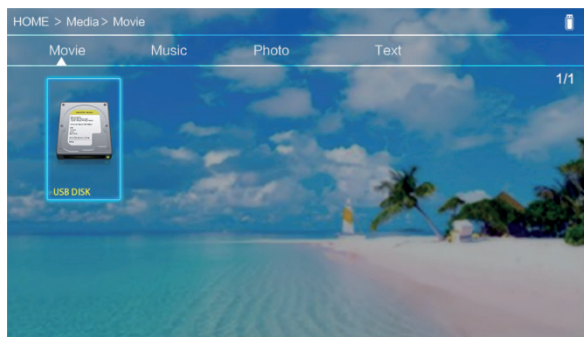 HOME > Media > Movie
Movie Music Photo Text
1/1
USB DISK